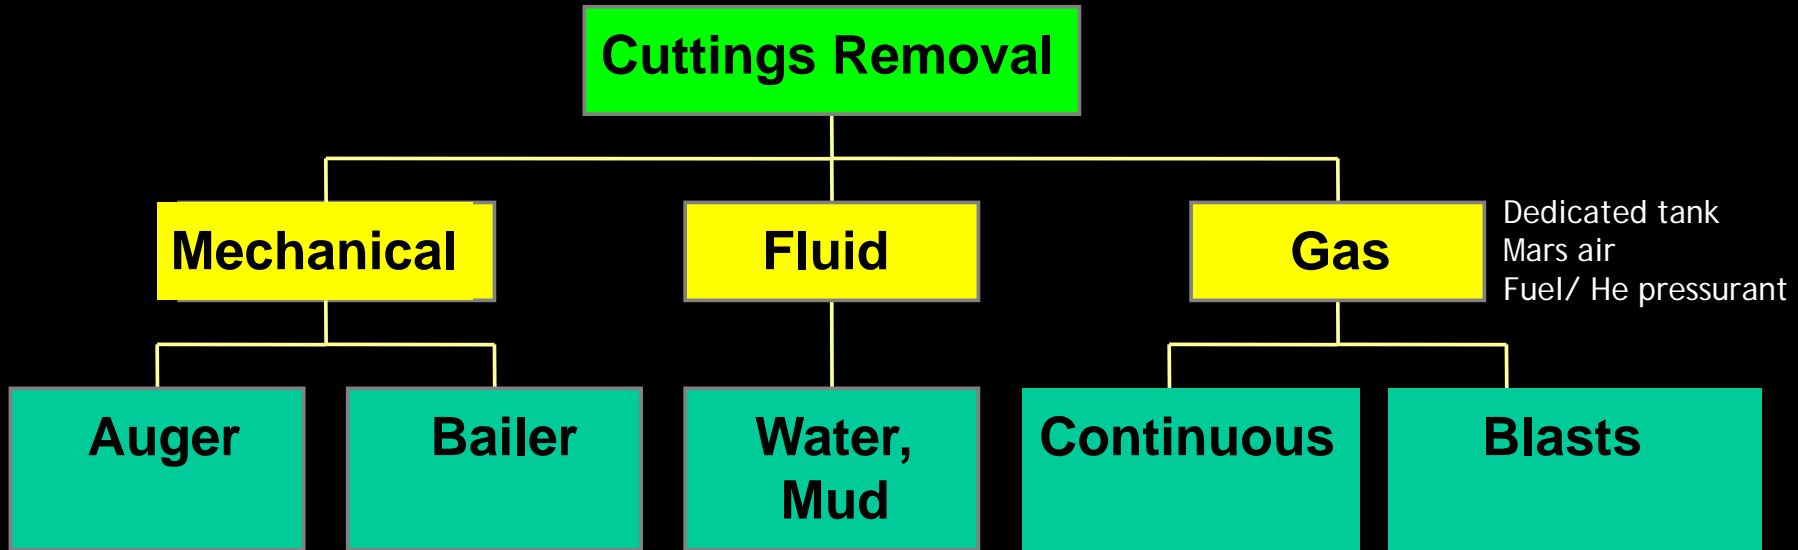 Cuttings Removal
Mechanical
Fluid
Gas
Dedicated tank
Mars air
Fuel/ He pressurant
Auger
Bailer
Water,
Mud
Continuous
Blasts